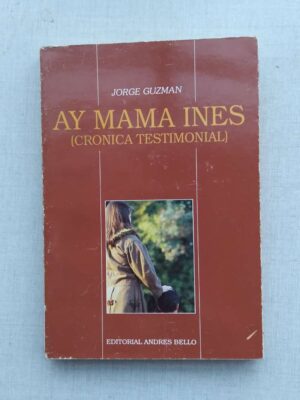 JORGE GUZMAN
AY MAMA INES
(CRONICA TESTIMONIAL)
EDITORIAL ANDRES BELLO